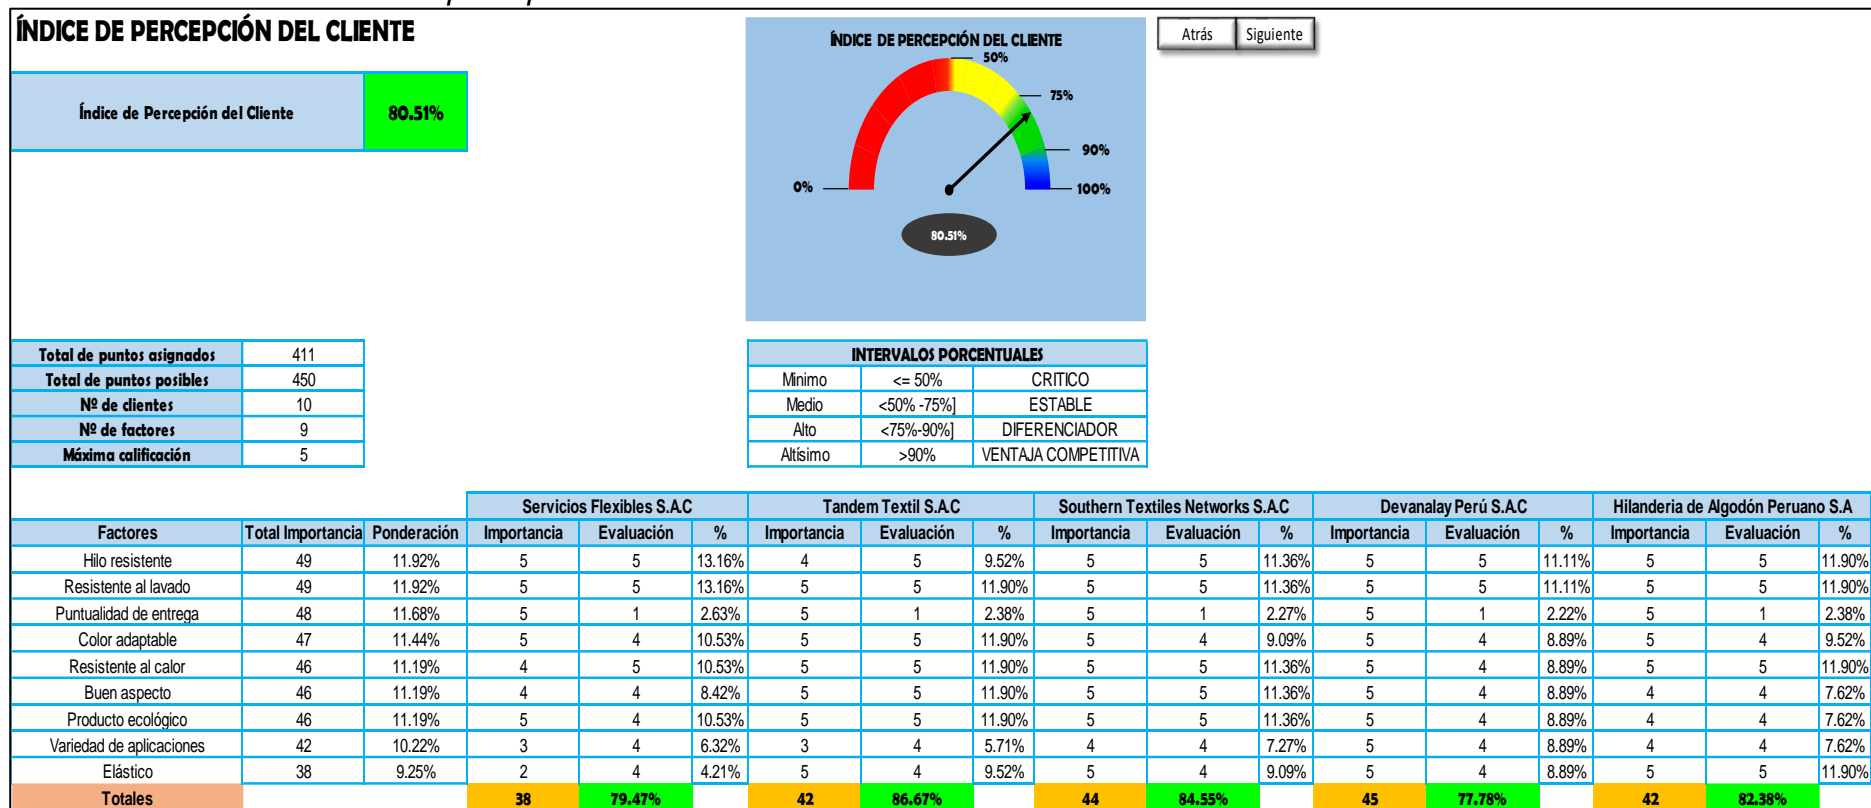 ÍNDICE DE PERCEPCIÓN DEL CLIENTE
Índice de Percepción del Cliente 80.51%
ÍNDICE DE PERCEPCIÓN DEL CLIENTE
50%
75%
90%
0%
100%
80.51%
Atrás Siguiente
Total de puntos asignados 411
Total de puntos posibles 450
Nº de clientes 10
Nº de factores 9
Máxima calificación 5
INTERVALOS PORCENTUALES
Minimo <= 50% CRITICO
Medio <50% -75%] ESTABLE
Alto <75%-90%] DIFERENCIADOR
Altísimo >90% VENTAJA COMPETITIVA
Servicios Flexibles S.A.C Tandem Textil S.A.C Southern Textiles Networks S.A.C Devanalay Perú S.A.C Hilanderia de Algodón Peruano S.A
Factores Total Importancia Ponderación Importancia Evaluación % Importancia Evaluación % Importancia Evaluación % Importancia Evaluación % Importancia Evaluación %
Hilo resistente 49 11.92% 5 5 13.16% 4 5 9.52% 5 5 11.36% 5 5 11.11% 5 5 11.90%
Resistente al lavado 49 11.92% 5 5 13.16% 5 5 11.90% 5 5 11.36% 5 5 11.11% 5 5 11.90%
Puntualidad de entrega 48 11.68% 5 1 2.63% 5 1 2.38% 5 1 2.27% 5 1 2.22% 5 1 2.38%
Color adaptable 47 11.44% 5 4 10.53% 5 5 11.90% 5 4 9.09% 5 4 8.89% 5 4 9.52%
Resistente al calor 46 11.19% 4 5 10.53% 5 5 11.90% 5 5 11.36% 5 4 8.89% 5 5 11.90%
Buen aspecto 46 11.19% 4 4 8.42% 5 5 11.90% 5 5 11.36% 5 4 8.89% 4 4 7.62%
Producto ecológico 46 11.19% 5 4 10.53% 5 5 11.90% 5 5 11.36% 5 4 8.89% 4 4 7.62%
Variedad de aplicaciones 42 10.22% 3 4 6.32% 3 4 5.71% 4 4 7.27% 5 4 8.89% 4 4 7.62%
Elástico 38 9.25% 2 4 4.21% 5 4 9.52% 5 4 9.09% 5 4 8.89% 5 5 11.90%
Totales 38 79.47% 42 86.67% 44 84.55% 45 77.78% 42 82.38%